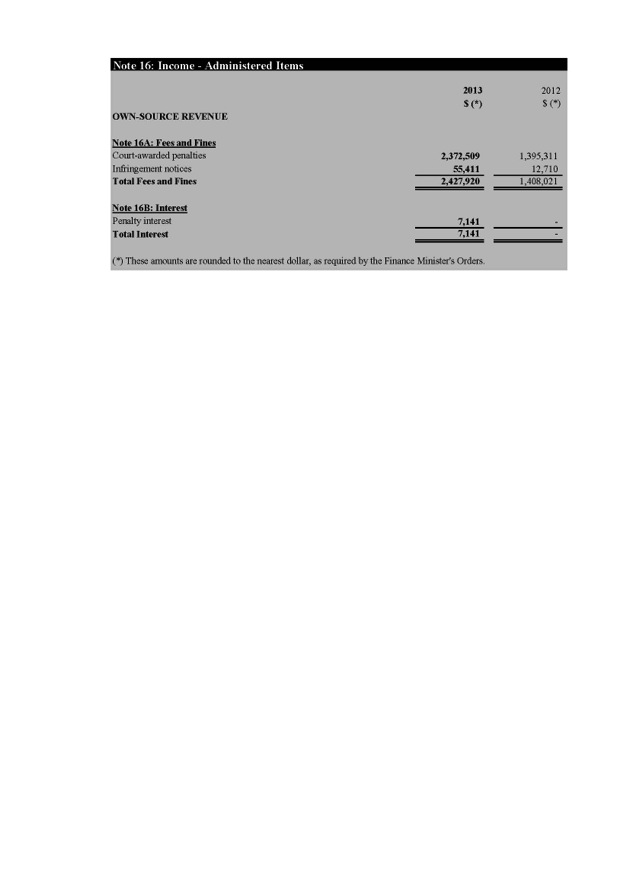 Note 16: Income - Administered Items
2013 2012
$ (*) $ (*)
OWN-SOURCE REVENUE
Note 16A: Fees and Fines
Court-awarded penalties 2,372,509 1,395,311
Infringement notices 55,411 12,710
Total Fees and Fines 2,427,920 1,408,021
Note 16B: Interest
Penalty interest 7,141 -
Total Interest 7,141 -
(*) These amounts are rounded to the nearest dollar, as required by the Finance Minister's Orders.